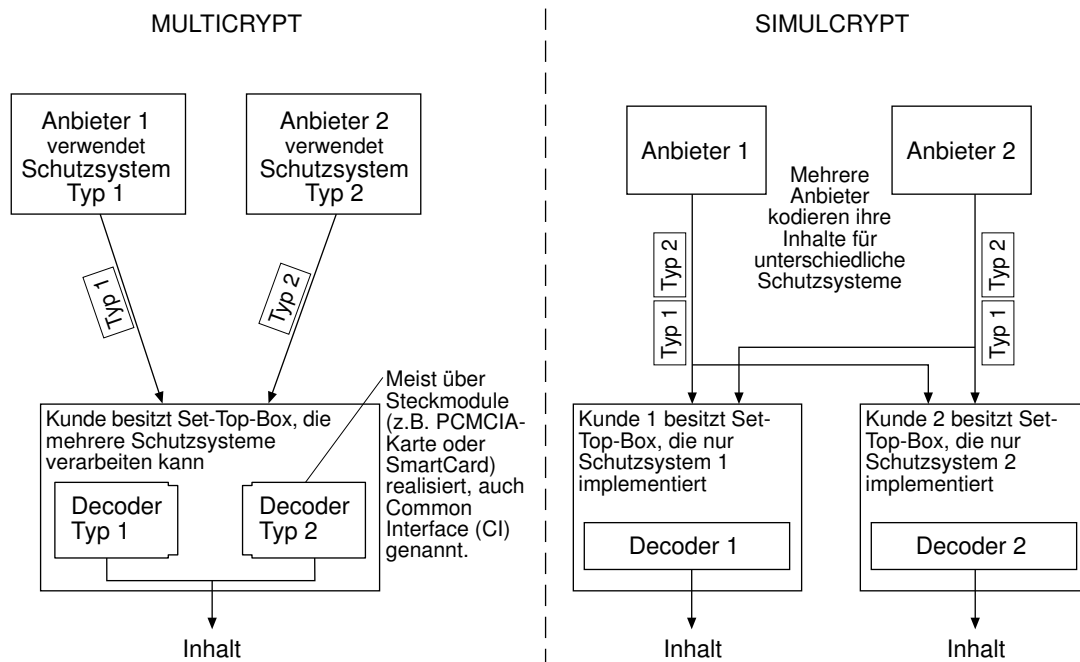 MULTICRYPT
Anbieter 1
verwendet
Schutzsystem
Typ 1
Anbieter 2
verwendet
Schutzsystem
Typ 2
Typ 1
Typ 2
Kunde besitzt Set-Top-Box, die
mehrere Schutzsysteme
verarbeiten kann
Decoder
Typ 1
Decoder
Typ 2
Meist über
Steckmodule
(z.B. PCMCIA-
Karte oder
SmartCard)
realisiert, auch
Common
Interface (CI)
genannt.
Inhalt
SIMULCRYPT
Anbieter 1
Anbieter 2
Mehrere
Anbieter
kodieren ihre
Inhalte für
unterschiedliche
Schutzsysteme
Typ 2
Typ 1
Typ 2
Typ 1
Kunde 1 besitzt Set-
Top-Box, die nur
Schutzsystem 1
implementiert
Decoder 1
Kunde 2 besitzt Set-
Top-Box, die nur
Schutzsystem 2
implementiert
Decoder 2
Inhalt
Inhalt